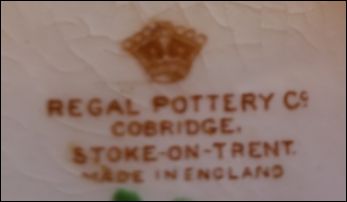 REGAL POTTERY Co
COBRIDGE,
STOKE-ON-TRENT.
MADE IN ENGLAND